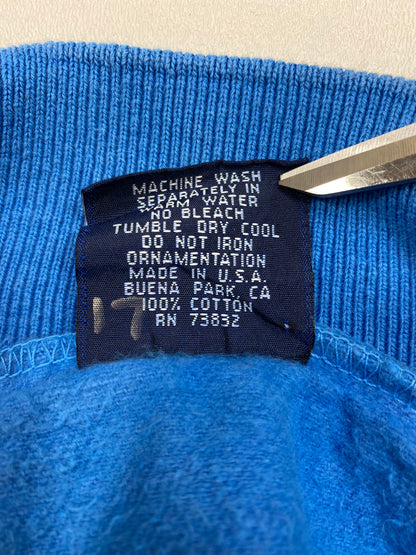 MACHINE WASH
SEPARATELY IN
WARM WATER
NO BLEACH
TUMBLE DRY COOL
DO NOT IRON
ORNAMENTATION
MADE IN U.S.A.
BUENA PARK, CA
100% COTTON
RN 73832
17